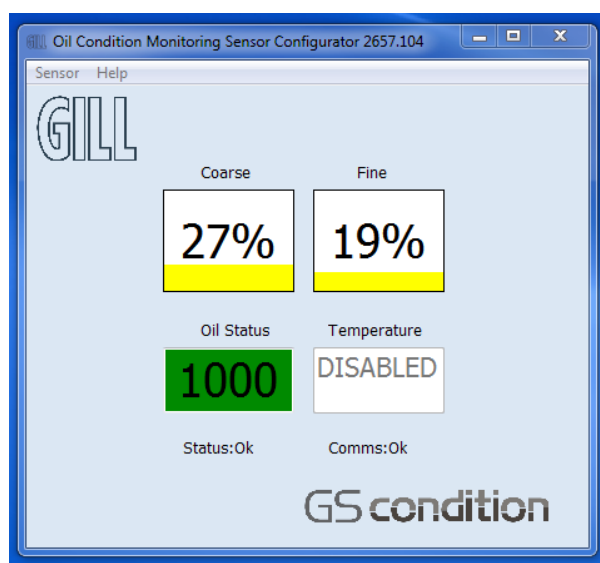 GILL Oil Condition Monitoring Sensor Configurator 2657.104
Sensor Help
GILL
Coarse Fine
27% 19%
Oil Status Temperature
1000 DISABLED
Status:Ok Comms:Ok
GS condition